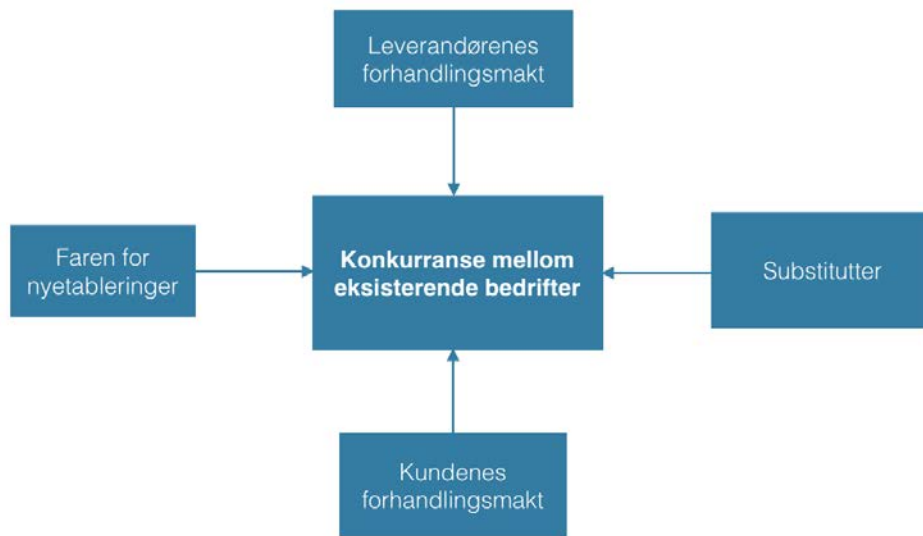 Leverandørenes
forhandlingsmakt
Faren for
nyetableringer
Konkurranse mellom
eksisterende bedrifter
Substitutter
Kundenes
forhandlingsmakt